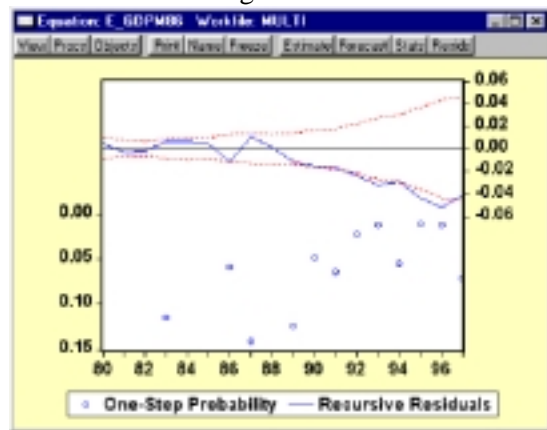 Equation: E_GDPM86 Workfile: MULTI
View Procs Objects Print Name Freeze Estimate Forecast Stats Resids
0.06
0.04
0.02
0.00
-0.02
-0.04
-0.06
0.00
0.05
0.10
0.15
80 82 84 86 88 90 92 94 96
One-Step Probability Recursive Residuals